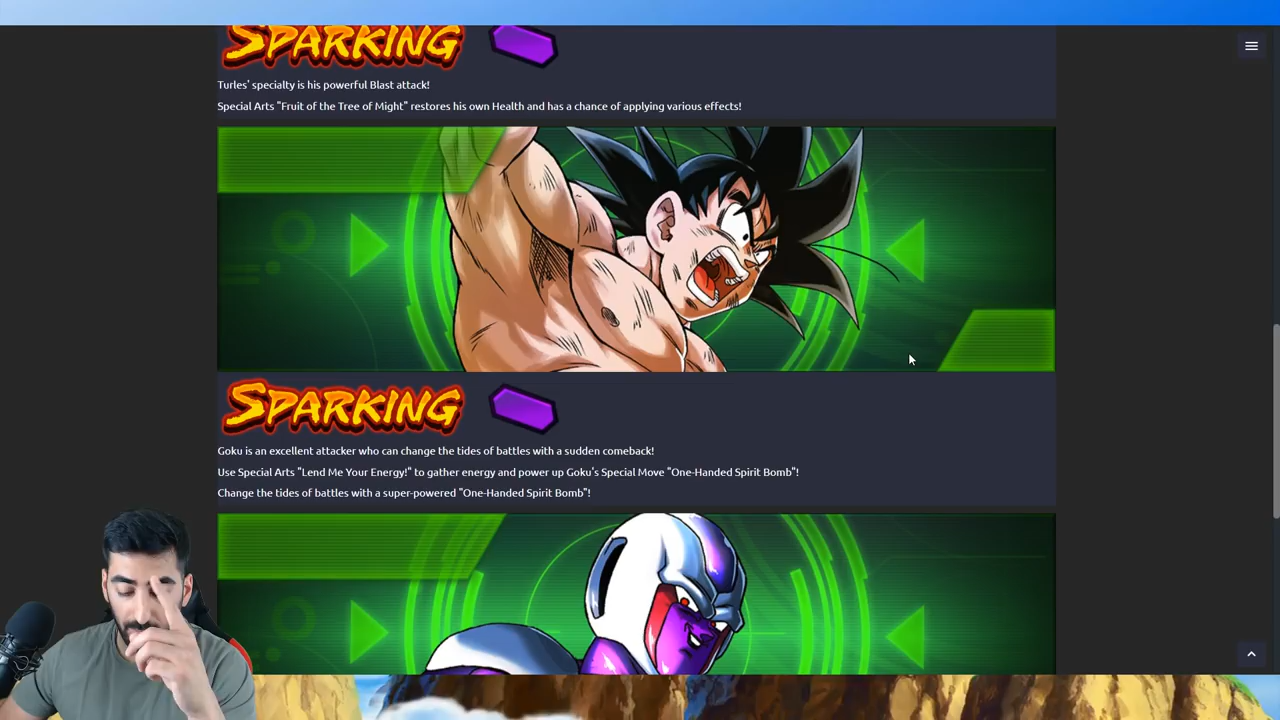 SPARKING
Turles' specialty is his powerful Blast attack!
Special Arts "Fruit of the Tree of Might" restores his own Health and has a chance of applying various effects!
SPARKING
Goku is an excellent attacker who can change the tides of battles with a sudden comeback!
Use Special Arts "Lend Me Your Energy!" to gather energy and power up Goku's Special Move "One-Handed Spirit Bomb"!
Change the tides of battles with a super-powered "One-Handed Spirit Bomb"!